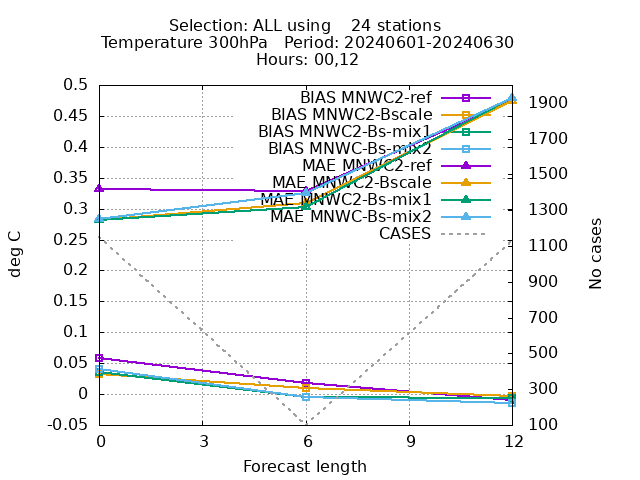 Selection: ALL using    24 stations
Temperature 300hPa   Period: 20240601-20240630
Hours: 00,12
BIAS MNWC2-ref
BIAS MNWC2-Bscale
BIAS MNWC2-Bs-mix1
BIAS MNWC-Bs-mix2
MAE MNWC2-ref
MAE MNWC2-Bscale
MAE MNWC2-Bs-mix1
MAE MNWC-Bs-mix2
CASES
0.5
0.45
0.4
0.35
0.3
0.25
0.2
0.15
0.1
0.05
0
-0.05
deg C
1900
1700
1500
1300
1100
900
700
500
300
100
No cases
0 3 6 9 12
Forecast length